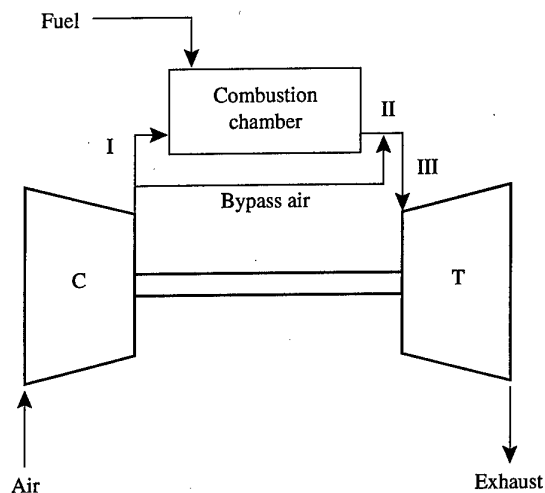 Fuel
Combustion
chamber
I
II
Bypass air
III
C
T
Air
Exhaust